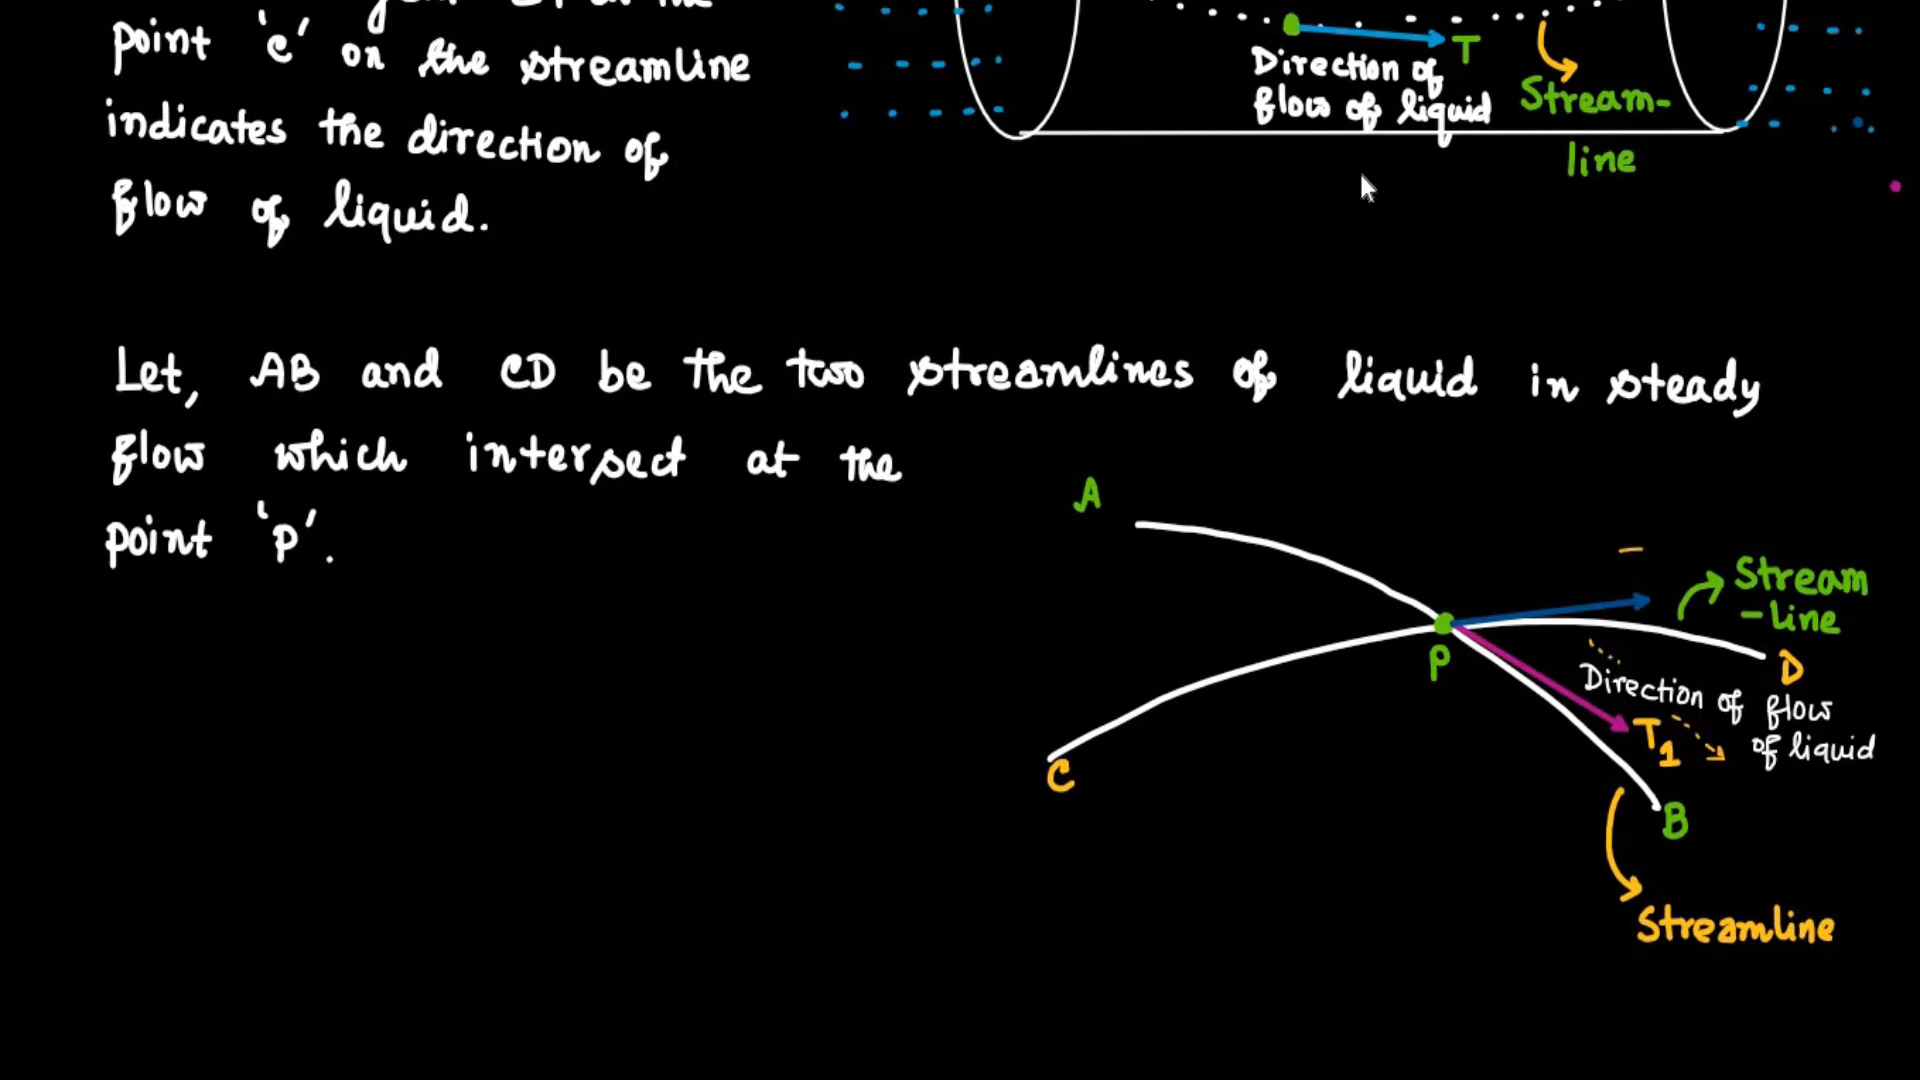 point 'c' on the streamline
indicates the direction of
flow of liquid.
T
Direction of
flow of liquid
Stream-
line
Let, AB and CD be the two streamlines of liquid in steady
flow which intersect at the
point 'P'.
A
Stream
-line
P
D
Direction of flow
of liquid
T1
C
B
Streamline